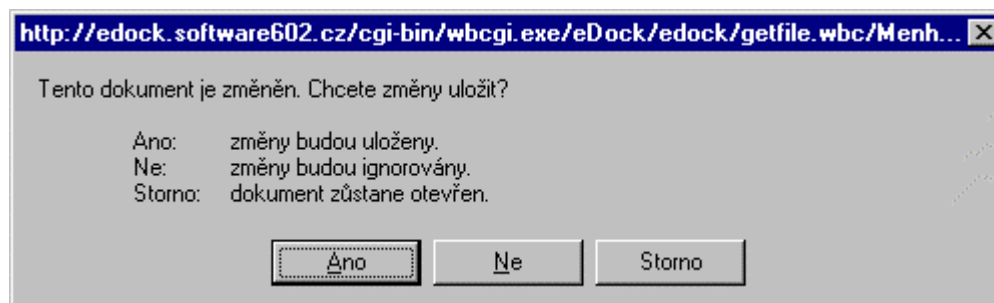 http://edock.software602.cz/cgi-bin/wbcgi.exe/eDock/edock/getfile.wbc/Menh...
Tento dokument je změněn. Chcete změny uložit?
Ano: změny budou uloženy.
Ne: změny budou ignorovány.
Storno: dokument zůstane otevřen.
Ano Ne Storno